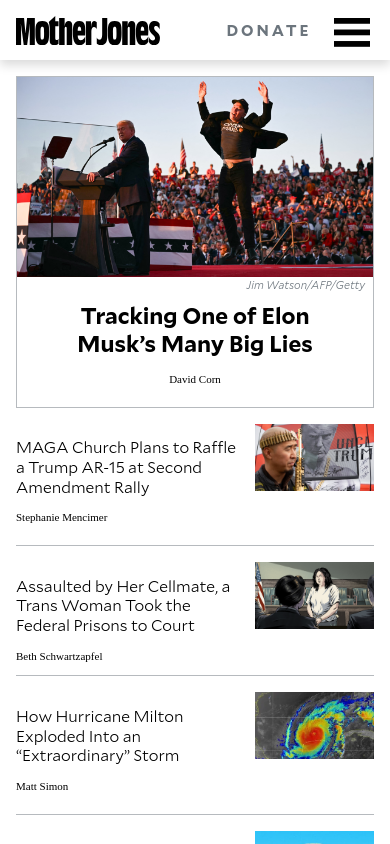 Mother Jones
DONATE
Jim Watson/AFP/Getty
Tracking One of Elon
Musk’s Many Big Lies
David Corn
MAGA Church Plans to Raffle
a Trump AR-15 at Second
Amendment Rally
UNCLE
TRUMP
Stephanie Mencimer
Assaulted by Her Cellmate, a
Trans Woman Took the
Federal Prisons to Court
Beth Schwartzapfel
How Hurricane Milton
Exploded Into an
“Extraordinary” Storm
Matt Simon